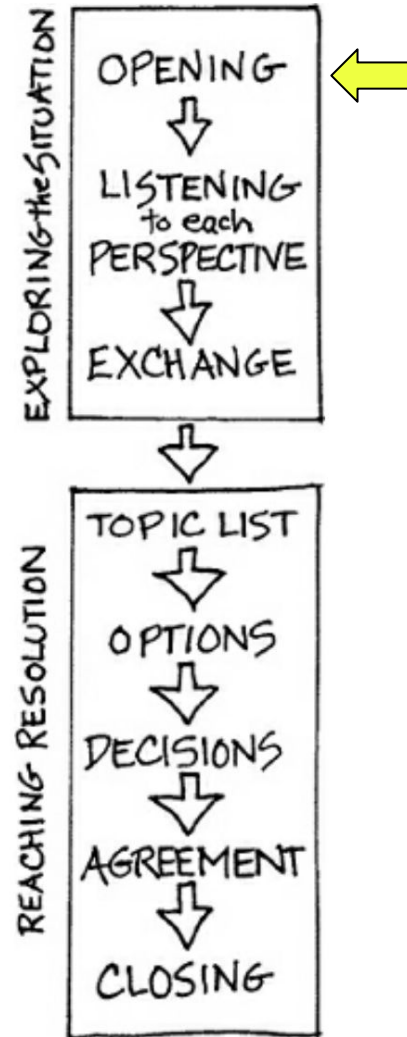 EXPLORING the SITUATION
OPENING
LISTENING
to each
PERSPECTIVE
EXCHANGE
REACHING RESOLUTION
TOPIC LIST
OPTIONS
DECISIONS
AGREEMENT
CLOSING